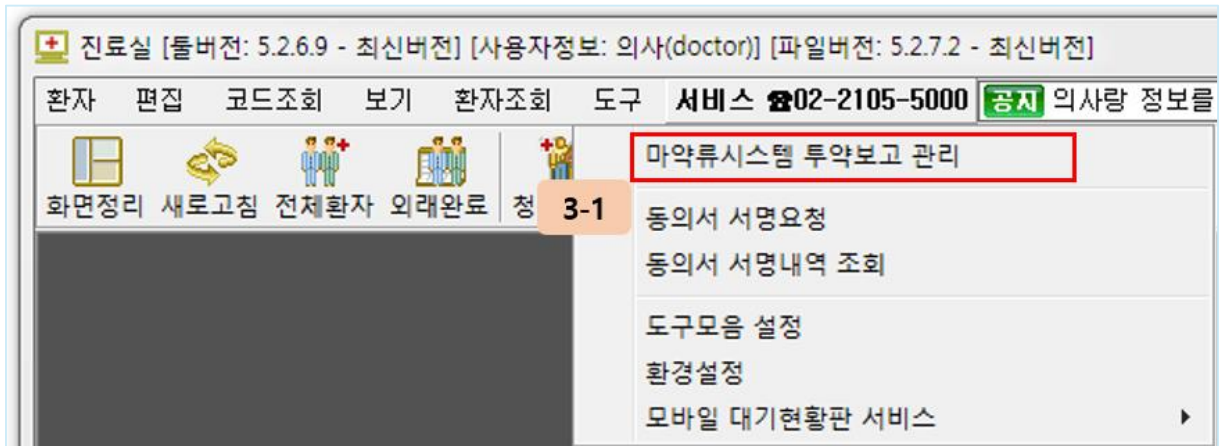 진료실 [툴버전: 5.2.6.9 - 최신버전] [사용자정보: 의사(doctor)] [파일버전: 5.2.7.2 - 최신버전]
환자 편집 코드조회 보기 환자조회 도구 서비스 ☎02-2105-5000 공지 의사랑 정보를
화면정리 새로고침 전체환자 외래완료 청
3-1
마약류시스템 투약보고 관리
동의서 서명요청
동의서 서명내역 조회
도구모음 설정
환경설정
모바일 대기현황판 서비스